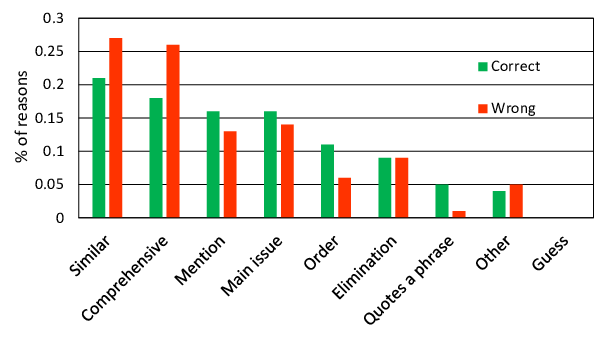 0.3
0.25
0.2
0.15
0.1
0.05
0
% of reasons
Correct
Wrong
Similar
Comprehensive
Mention
Main issue
Order
Elimination
Quotes a phrase
Other
Guess